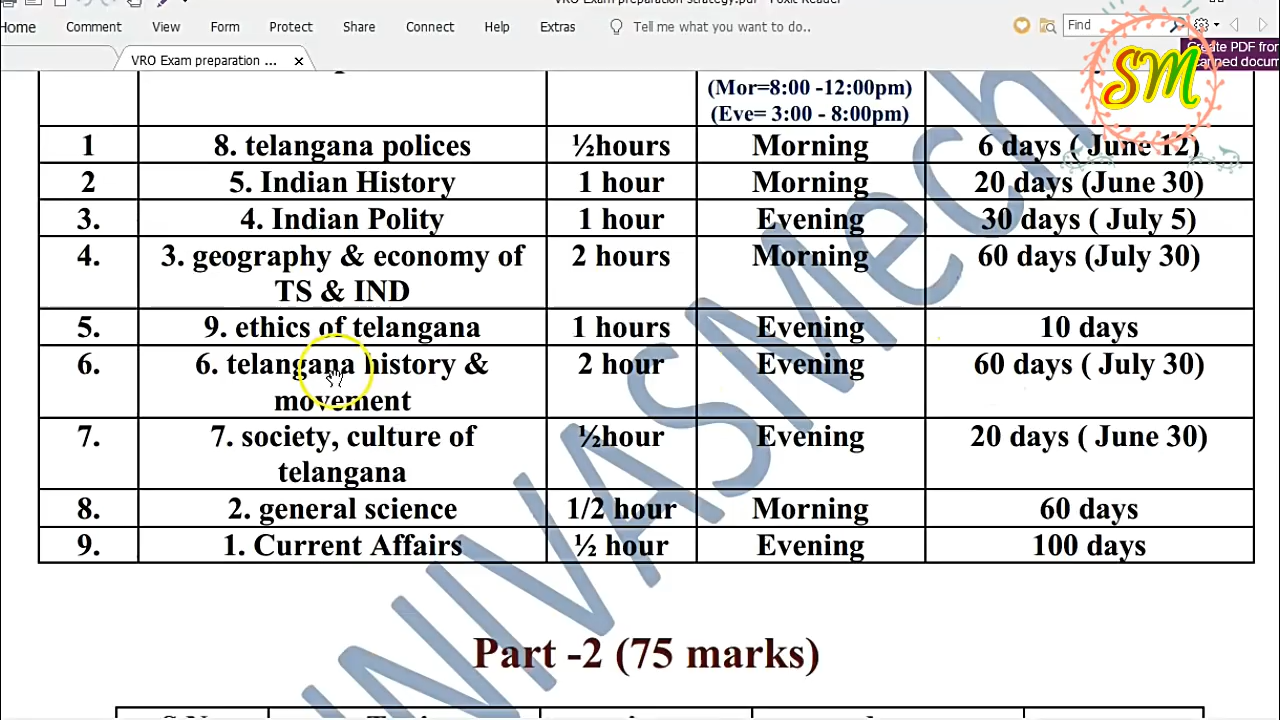 Home Comment View Form Protect Share Connect Help Extras Tell me what you want to do... Find
VRO Exam preparation ... ×
Create PDF from
SM
(Mor=8:00 -12:00pm)
(Eve= 3:00 - 8:00pm)
1 8. telangana polices ½hours Morning 6 days ( June 12)
2 5. Indian History 1 hour Morning 20 days (June 30)
3. 4. Indian Polity 1 hour Evening 30 days ( July 5)
4. 3. geography & economy of 2 hours Morning 60 days (July 30)
TS & IND
5. 9. ethics of telangana 1 hours Evening 10 days
6. 6. telangana history & 2 hour Evening 60 days ( July 30)
movement
7. 7. society, culture of ½hour Evening 20 days ( June 30)
telangana
8. 2. general science 1/2 hour Morning 60 days
9. 1. Current Affairs ½ hour Evening 100 days
Part -2 (75 marks)